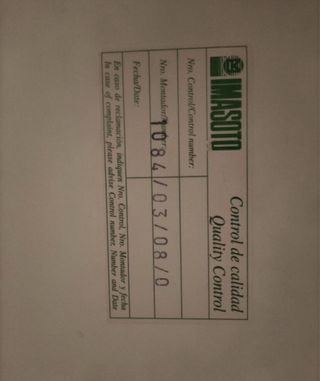 IMASOTO
Control de calidad
Quality Control
Nro. Control/Control number:
Nro. Montador/
1084/03/08/0
Fecha/Date:
En caso de reclamación, indiquen Nro. Control, Nro. Montador y fecha
In case of complaint, please advise Control number, Number and Date